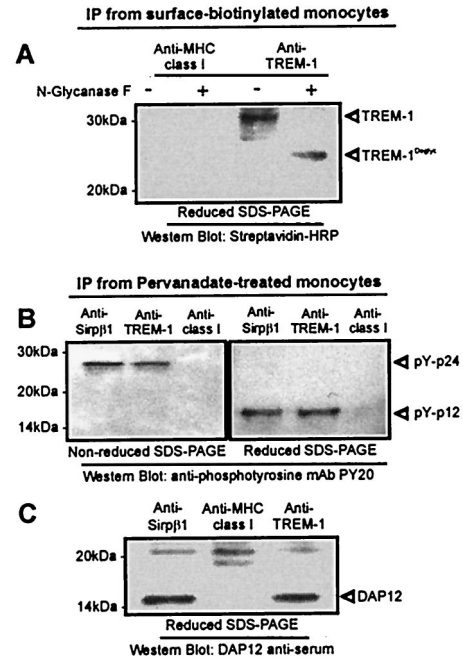 IP from surface-biotinylated monocytes
A
Anti-MHC class I
Anti-TREM-1
N-Glycanase F - + - +
30kDa
TREM-1
TREM-1
20kDa
Reduced SDS-PAGE
Western Blot: Streptavidin-HRP
IP from Pervanadate-treated monocytes
B
Anti-Sirpβ1 Anti-TREM-1 Anti-class I Anti-Sirpβ1 Anti-TREM-1 Anti-class I
30kDa
pY-p24
20kDa
pY-p12
14kDa
Non-reduced SDS-PAGE Reduced SDS-PAGE
Western Blot: anti-phosphotyrosine mAb PY20
C
Anti-Sirpβ1 Anti-MHC class I Anti-TREM-1
20kDa
DAP12
14kDa
Reduced SDS-PAGE
Western Blot: DAP12 anti-serum